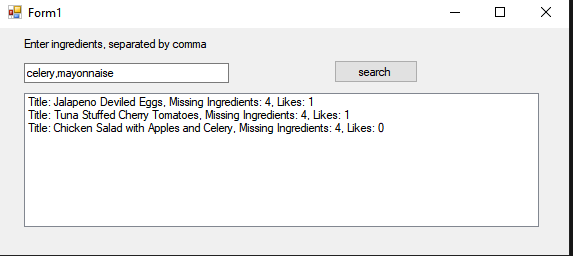 Form1
Enter ingredients, separated by comma
celery,mayonnaise
search
Title: Jalapeno Deviled Eggs, Missing Ingredients: 4, Likes: 1
Title: Tuna Stuffed Cherry Tomatoes, Missing Ingredients: 4, Likes: 1
Title: Chicken Salad with Apples and Celery, Missing Ingredients: 4, Likes: 0